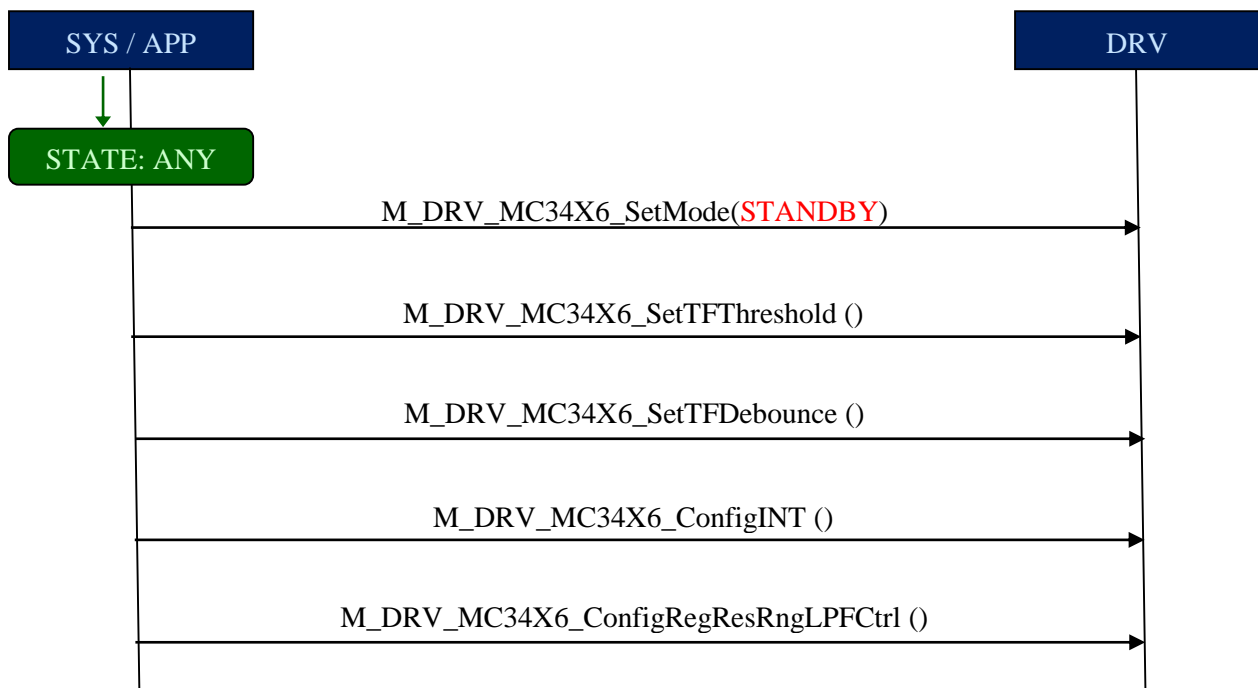 SYS / APP
DRV
STATE: ANY
M_DRV_MC34X6_SetMode(STANDBY)
M_DRV_MC34X6_SetTFThreshold ()
M_DRV_MC34X6_SetTFDebounce ()
M_DRV_MC34X6_ConfigINT ()
M_DRV_MC34X6_ConfigRegResRngLPFCtrl ()